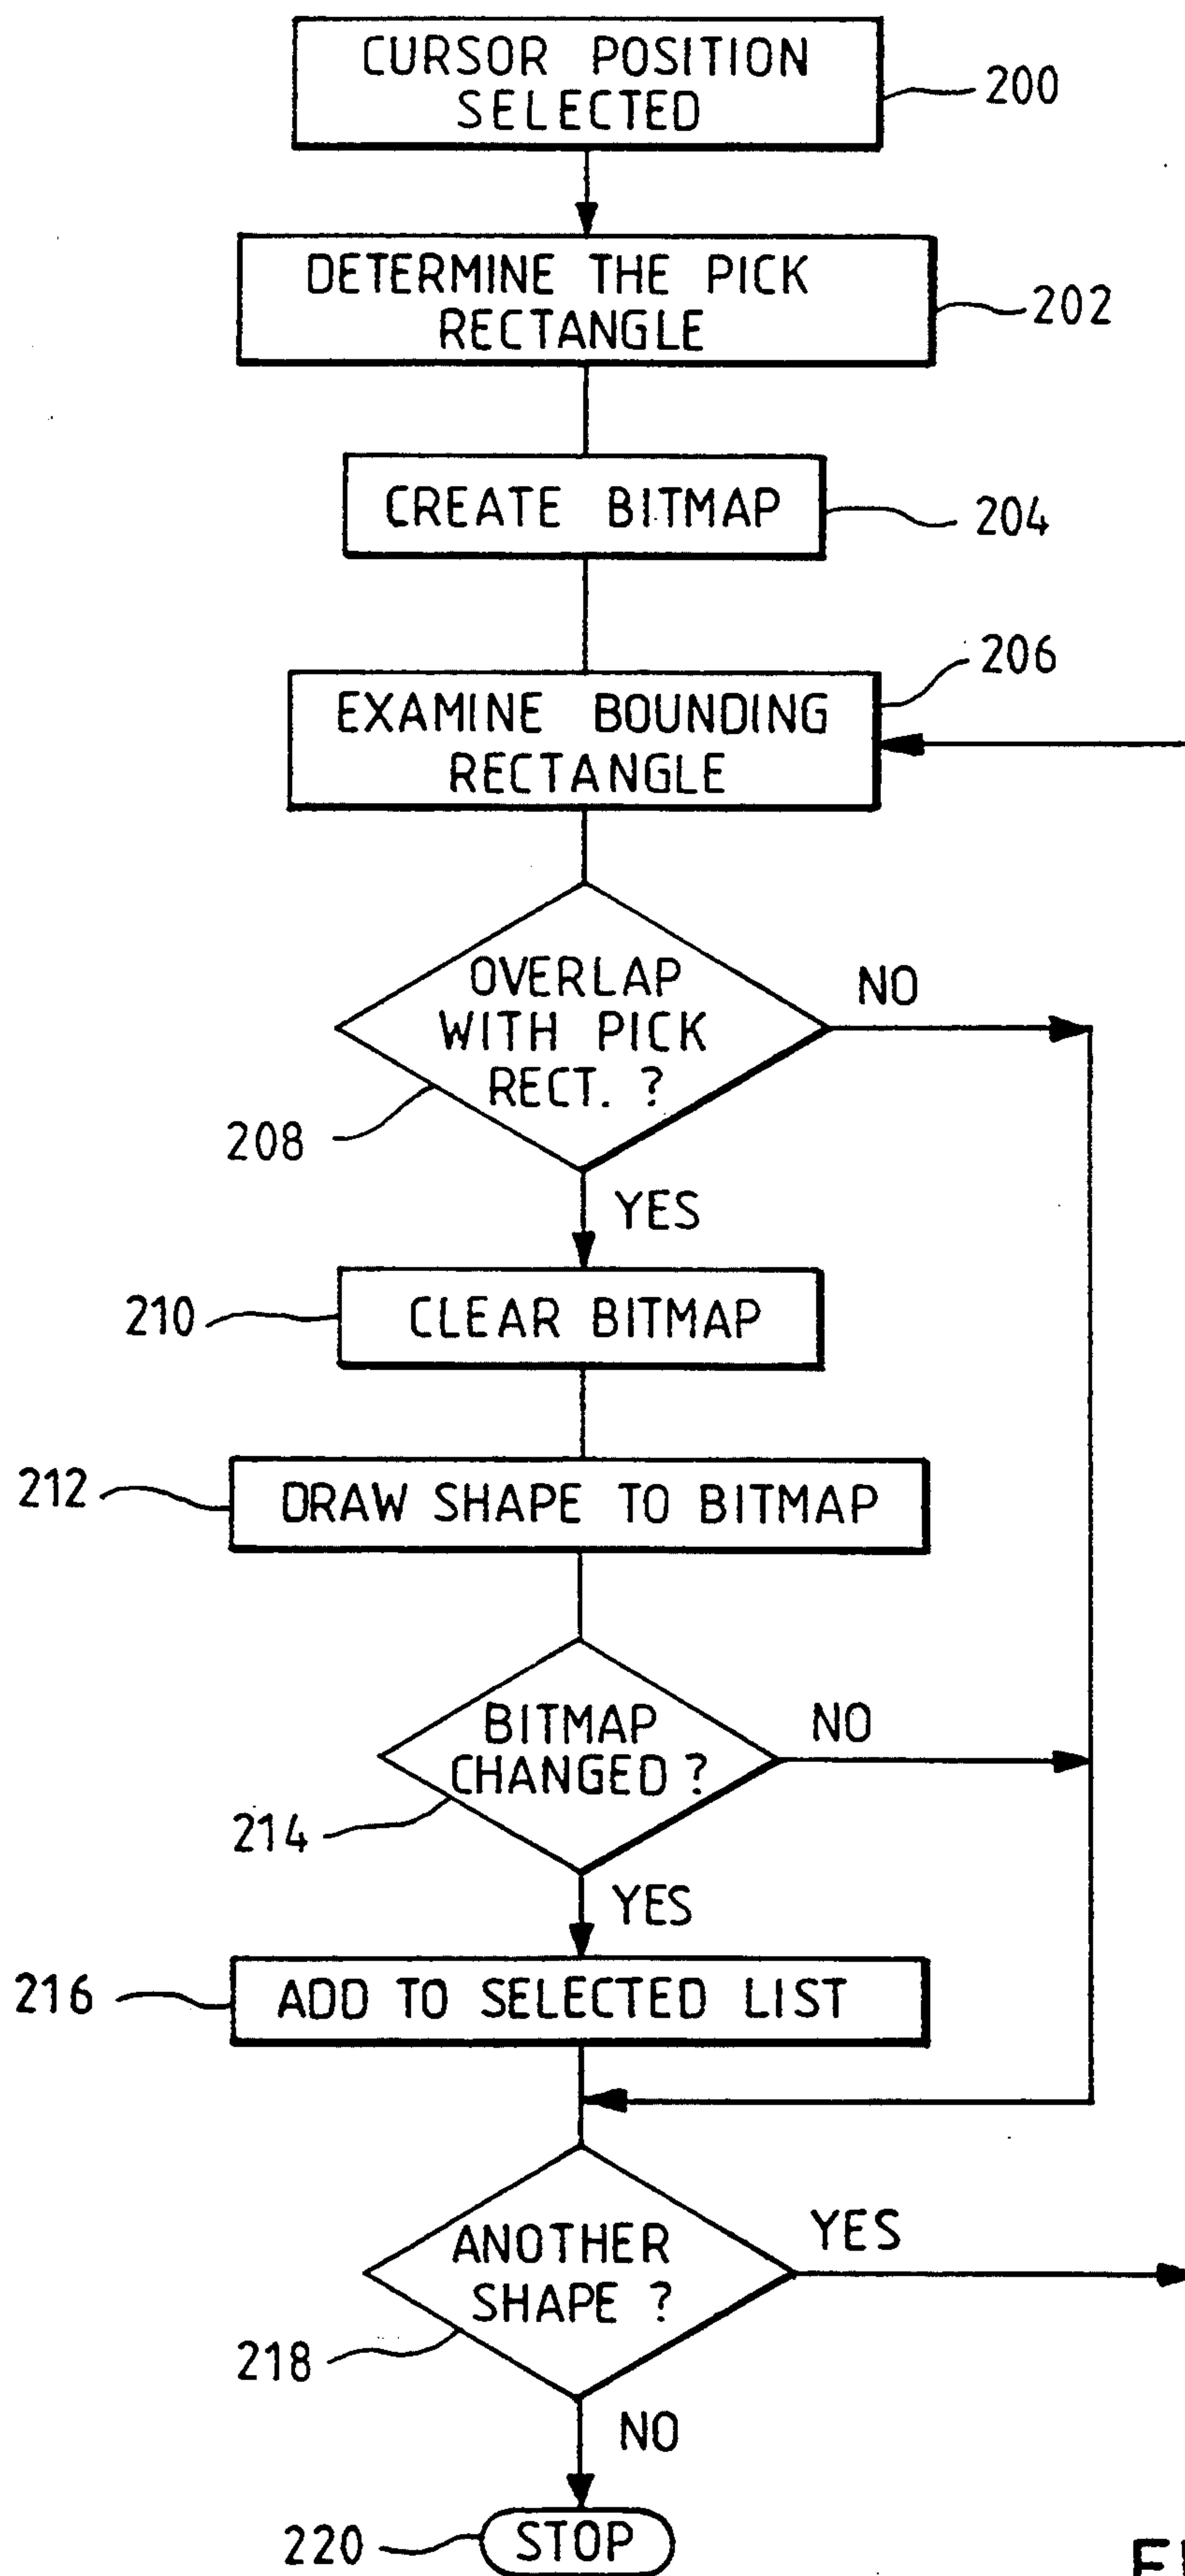 CURSOR POSITION
SELECTED
200
DETERMINE THE PICK
RECTANGLE
202
CREATE BITMAP
204
206
EXAMINE BOUNDING
RECTANGLE
OVERLAP
WITH PICK
RECT. ?
NO
208
YES
210
CLEAR BITMAP
212
DRAW SHAPE TO BITMAP
BITMAP
CHANGED ?
NO
214
YES
216
ADD TO SELECTED LIST
ANOTHER
SHAPE ?
YES
218
NO
220
STOP